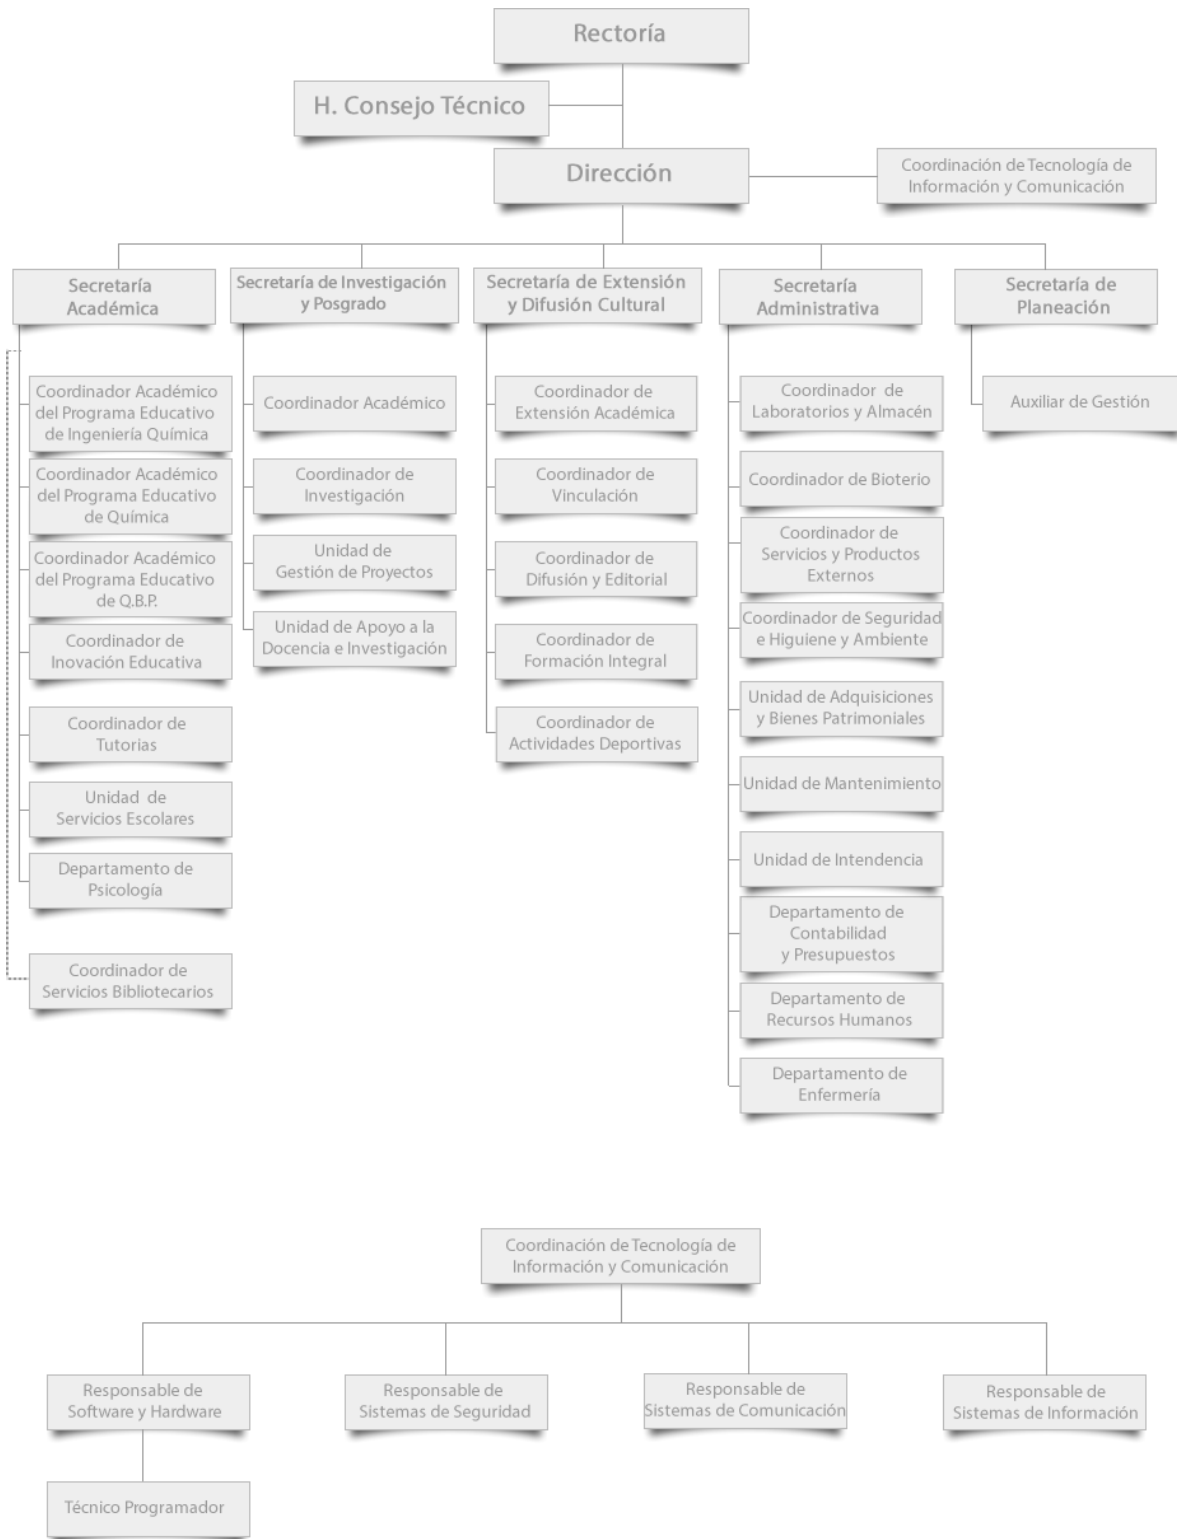 Rectoría
H. Consejo Técnico
Dirección
Coordinación de Tecnología de
Información y Comunicación
Secretaría
Académica
Secretaría de Investigación
y Posgrado
Secretaría de Extensión
y Difusión Cultural
Secretaría
Administrativa
Secretaría de
Planeación
Coordinador Académico
del Programa Educativo
de Ingeniería Química
Coordinador Académico
del Programa Educativo
de Química
Coordinador Académico
del Programa Educativo
de Q.B.P.
Coordinador de
Inovación Educativa
Coordinador de
Tutorias
Unidad de
Servicios Escolares
Departamento de
Psicología
Coordinador de
Servicios Bibliotecarios
Coordinador Académico
Coordinador de
Investigación
Unidad de
Gestión de Proyectos
Unidad de Apoyo a la
Docencia e Investigación
Coordinador de
Extensión Académica
Coordinador de
Vinculación
Coordinador de
Difusión y Editorial
Coordinador de
Formación Integral
Coordinador de
Actividades Deportivas
Coordinador de
Laboratorios y Almacén
Coordinador de Bioterio
Coordinador de
Servicios y Productos
Externos
Coordinador de Seguridad
e Higuiene y Ambiente
Unidad de Adquisiciones
y Bienes Patrimoniales
Unidad de Mantenimiento
Unidad de Intendencia
Departamento de
Contabilidad
y Presupuestos
Departamento de
Recursos Humanos
Departamento de
Enfermería
Auxiliar de Gestión
Coordinación de Tecnología de
Información y Comunicación
Responsable de
Software y Hardware
Responsable de
Sistemas de Seguridad
Responsable de
Sistemas de Comunicación
Responsable de
Sistemas de Información
Técnico Programador